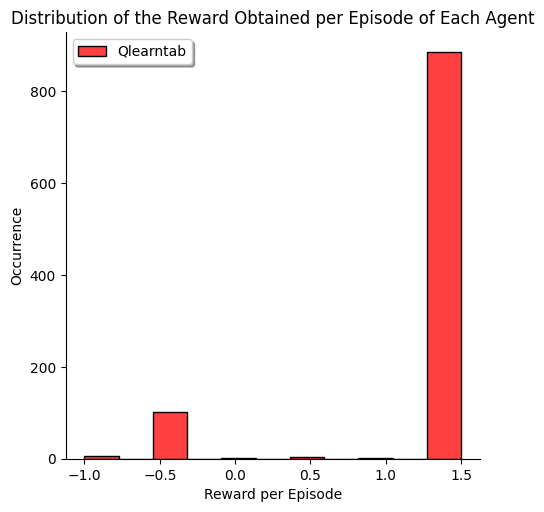 Distribution of the Reward Obtained per Episode of Each Agent
Qlearntab
800
600
400
200
0
Occurrence
−1.0 −0.5 0.0 0.5 1.0 1.5
Reward per Episode